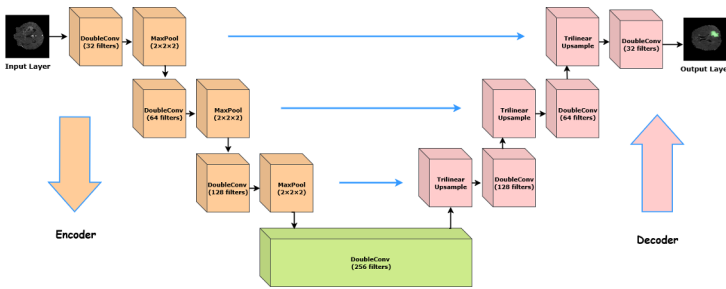 DoubleConv
(32 filters)
MaxPool
(2×2×2)
Trilinear
Upsample
DoubleConv
(32 filters)
Input Layer
Output Laye
DoubleConv
(64 filters)
MaxPool
(2×2×2)
Trilinear
Upsample
DoubleConv
(64 filters)
DoubleConv
(128 filters)
MaxPool
(2×2×2)
Trilinear
Upsample
DoubleConv
(128 filters)
Encoder
Decoder
DoubleConv
(256 filters)